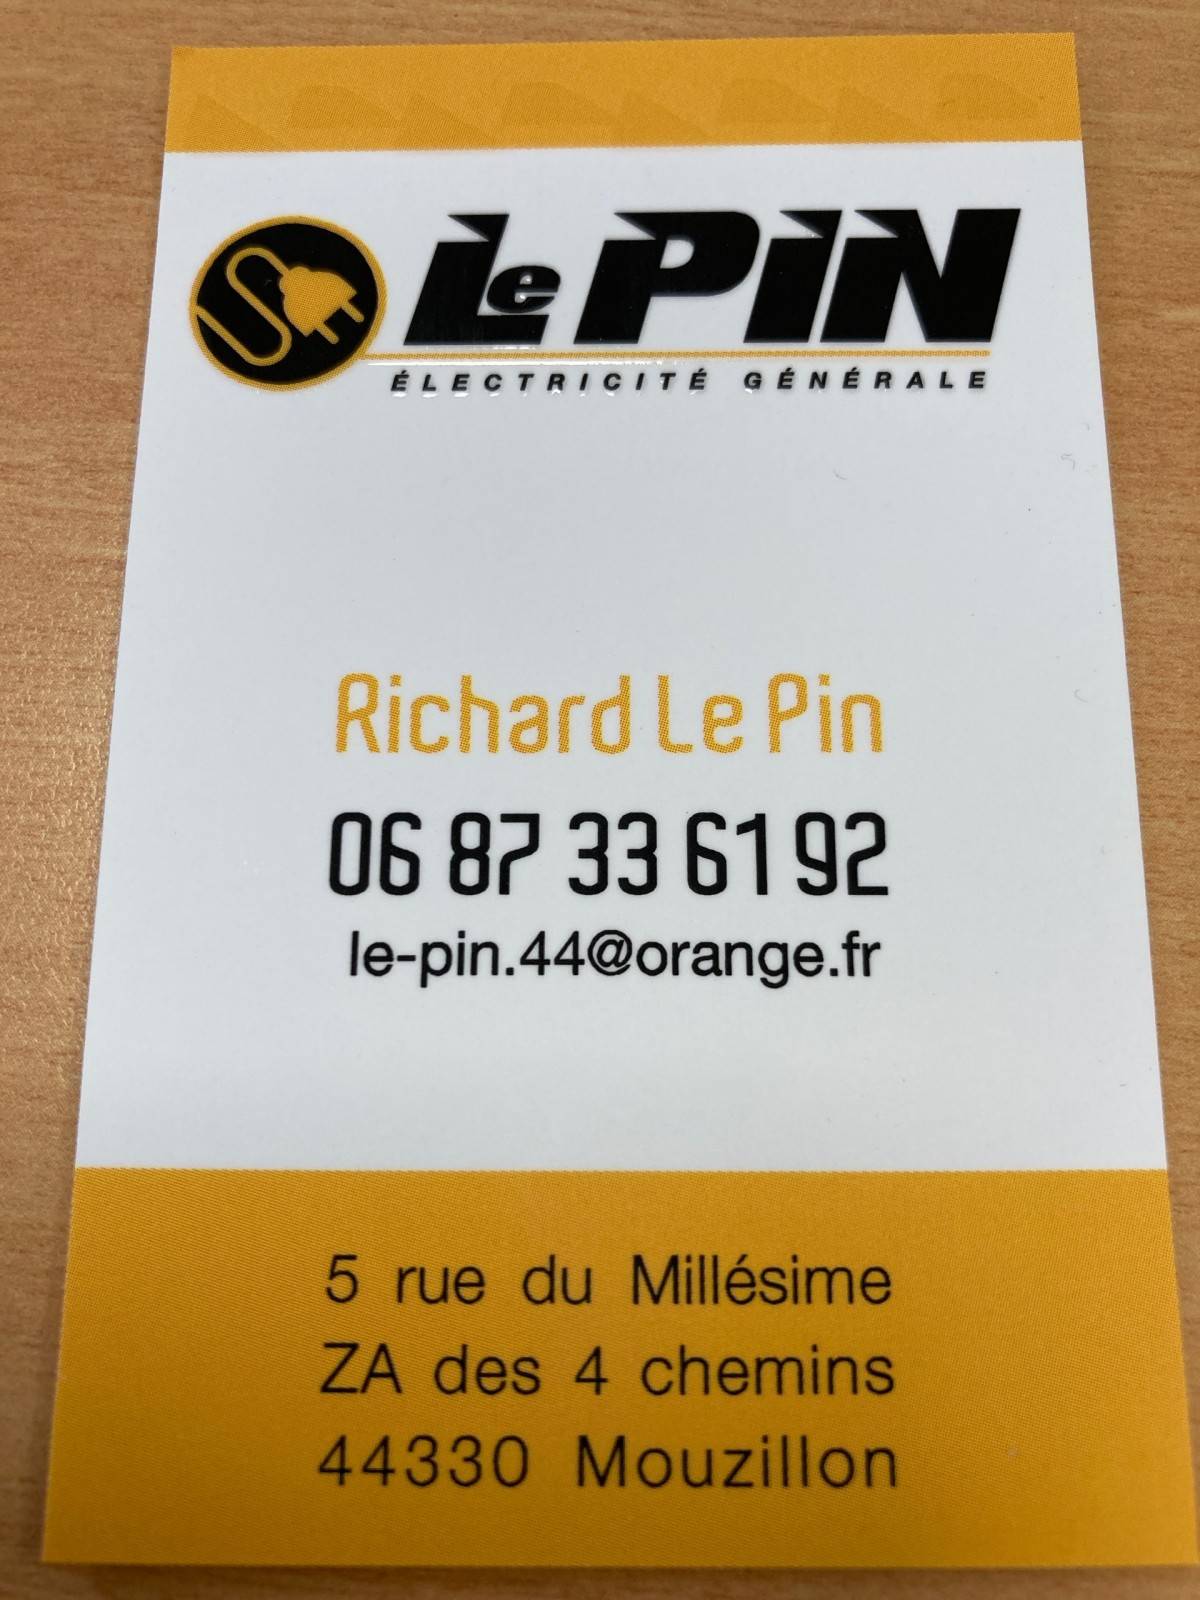 Le PIN
ÉLECTRICITÉ GÉNÉRALE
Richard Le Pin
06 87 33 61 92
le-pin.44@orange.fr
5 rue du Millésime
ZA des 4 chemins
44330 Mouzillon